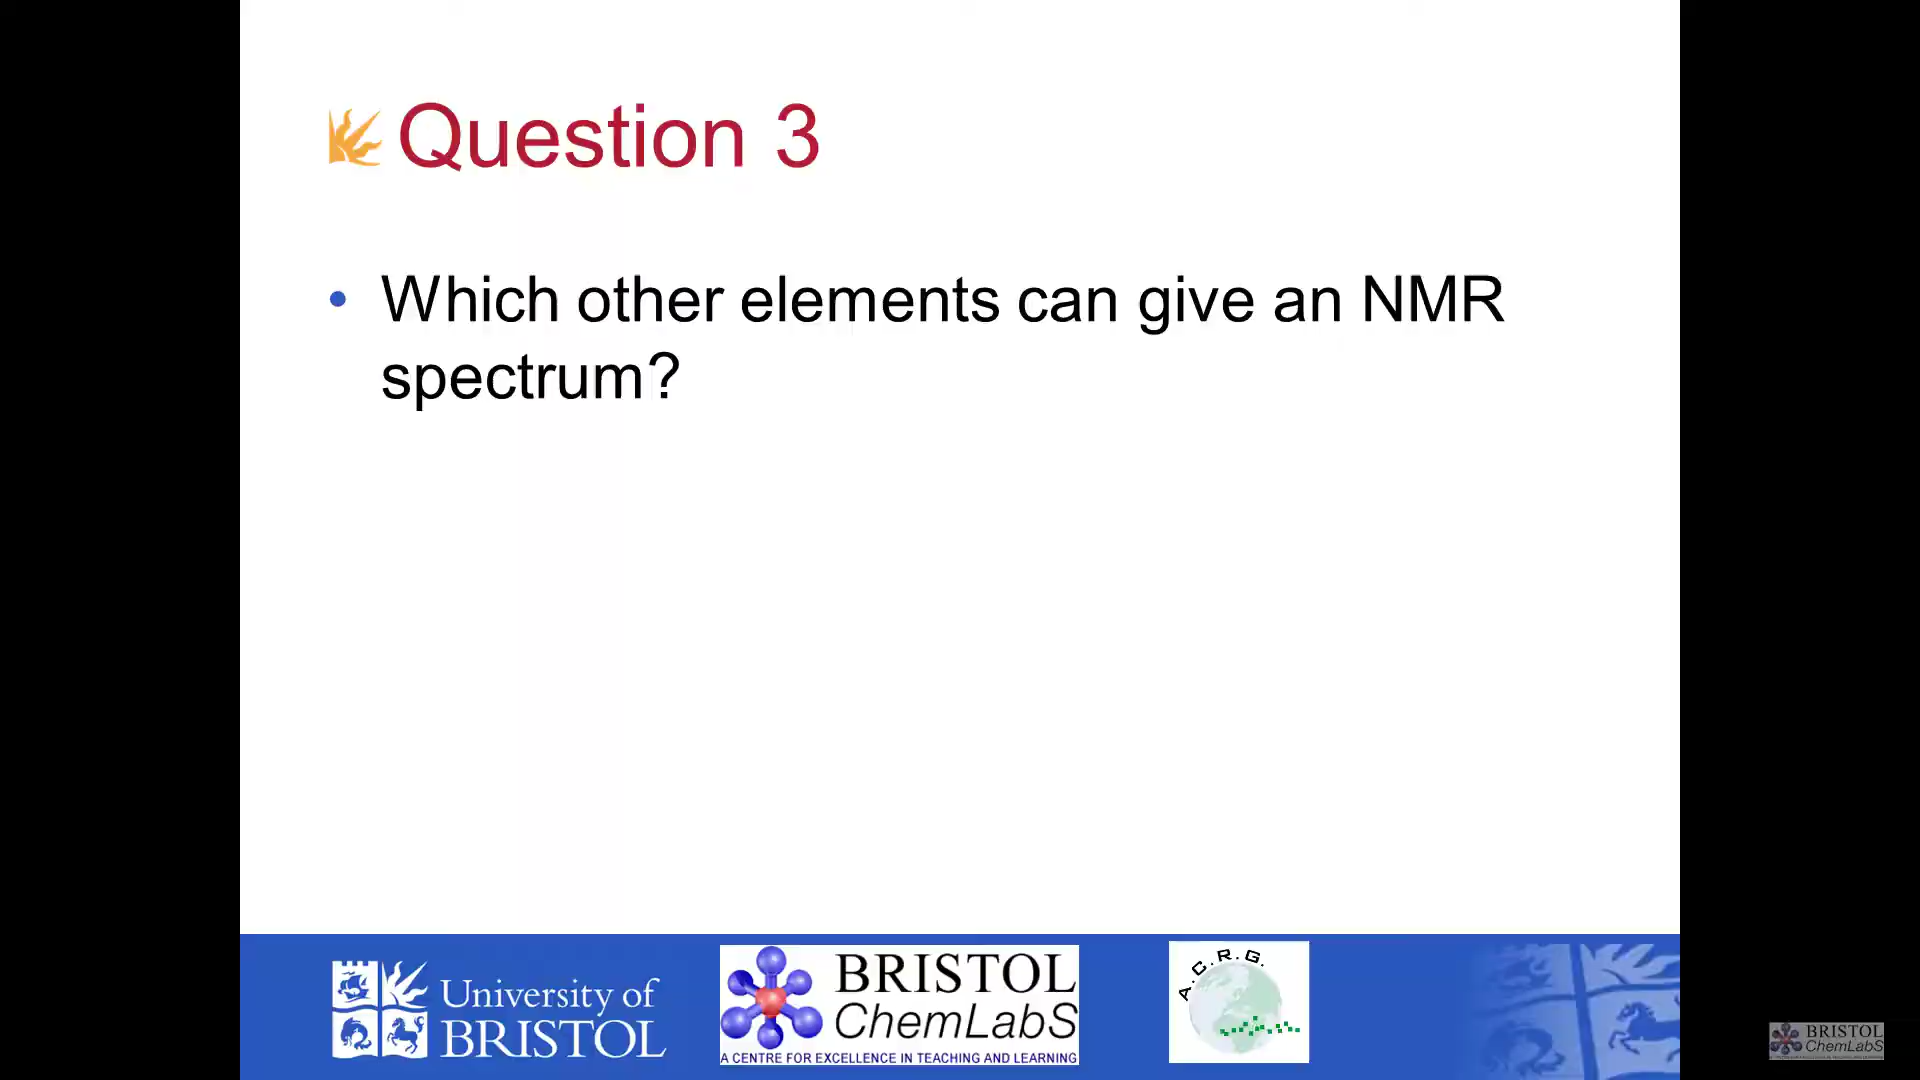 Question 3
• Which other elements can give an NMR
spectrum?
University of
BRISTOL
BRISTOL
ChemLabS
A CENTRE FOR EXCELLENCE IN TEACHING AND LEARNING
A.C.R.G.
BRISTOL
ChemLabS